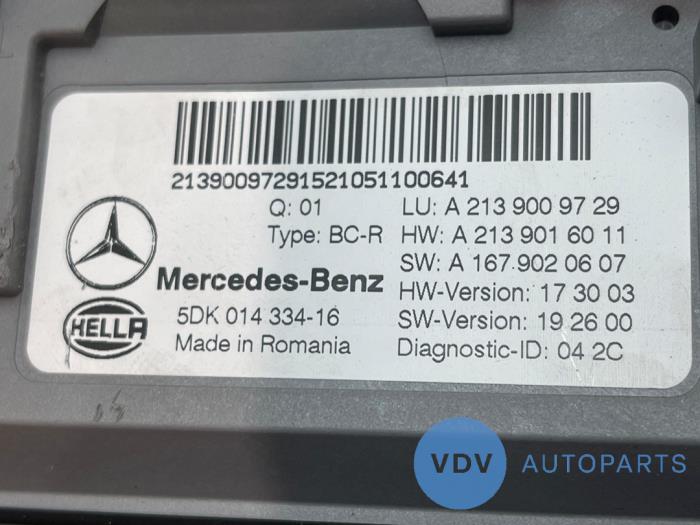 21390097291521051100641
Q: 01 LU: A 213 900 97 29
Type: BC-R HW: A 213 901 60 11
SW: A 167 902 06 07
Mercedes-Benz HW-Version: 17 30 03
HELLA 5DK 014 334-16 SW-Version: 19 26 00
Made in Romania Diagnostic-ID: 04 2C
VDV AUTOPARTS